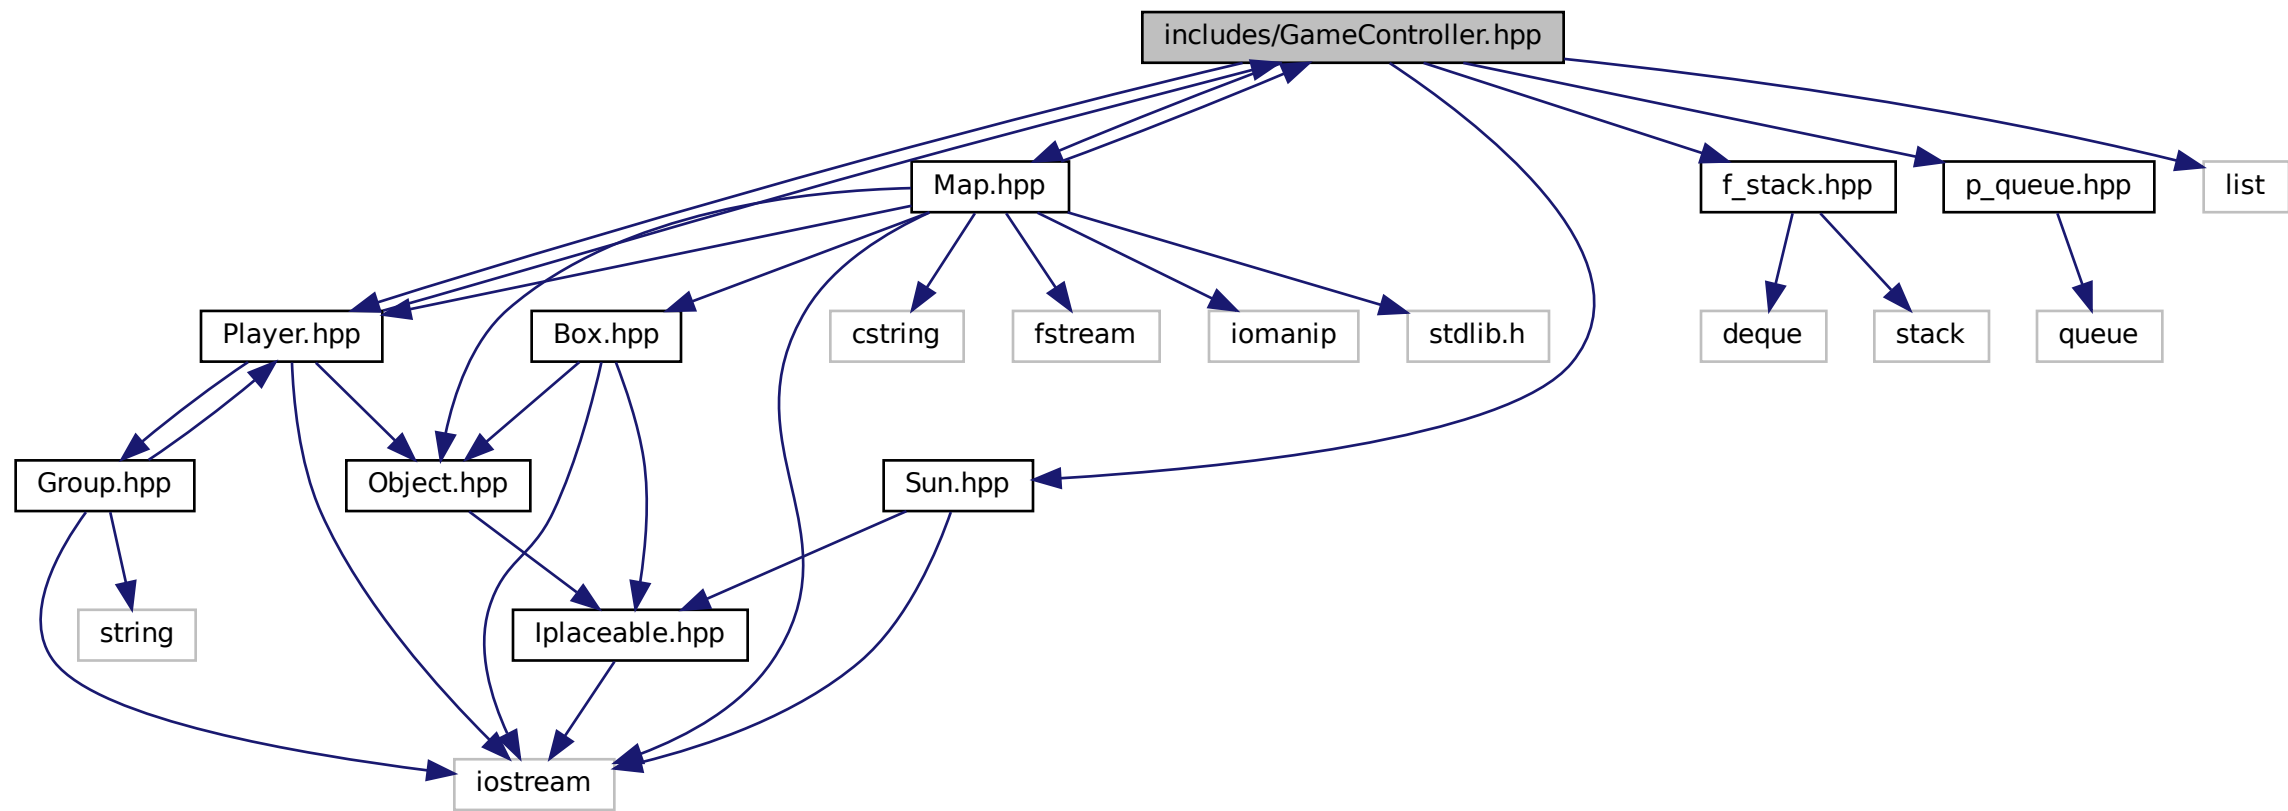 includes/GameController.hpp
Map.hpp
f_stack.hpp
p_queue.hpp
list
Player.hpp
Box.hpp
cstring
fstream
iomanip
stdlib.h
deque
stack
queue
Group.hpp
Object.hpp
Sun.hpp
string
Iplaceable.hpp
iostream